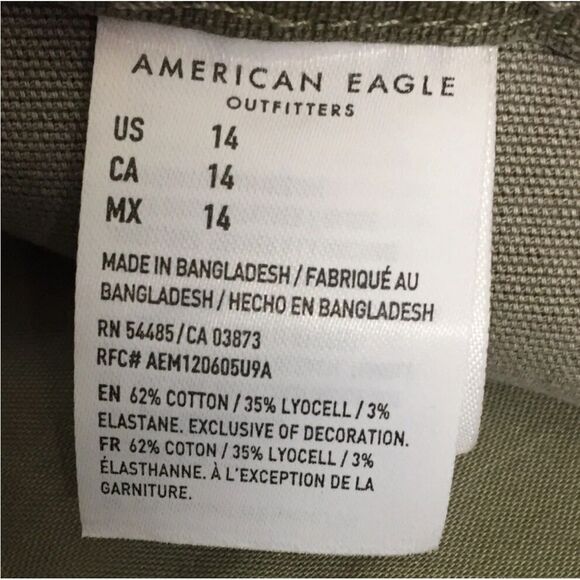 AMERICAN EAGLE
OUTFITTERS
US 14
CA 14
MX 14
MADE IN BANGLADESH / FABRIQUÉ AU
BANGLADESH / HECHO EN BANGLADESH
RN 54485 / CA 03873
RFC# AEM120605U9A
EN 62% COTTON / 35% LYOCELL / 3%
ELASTANE. EXCLUSIVE OF DECORATION.
FR 62% COTON / 35% LYOCELL / 3%
ÉLASTHANNE. À L'EXCEPTION DE LA
GARNITURE.